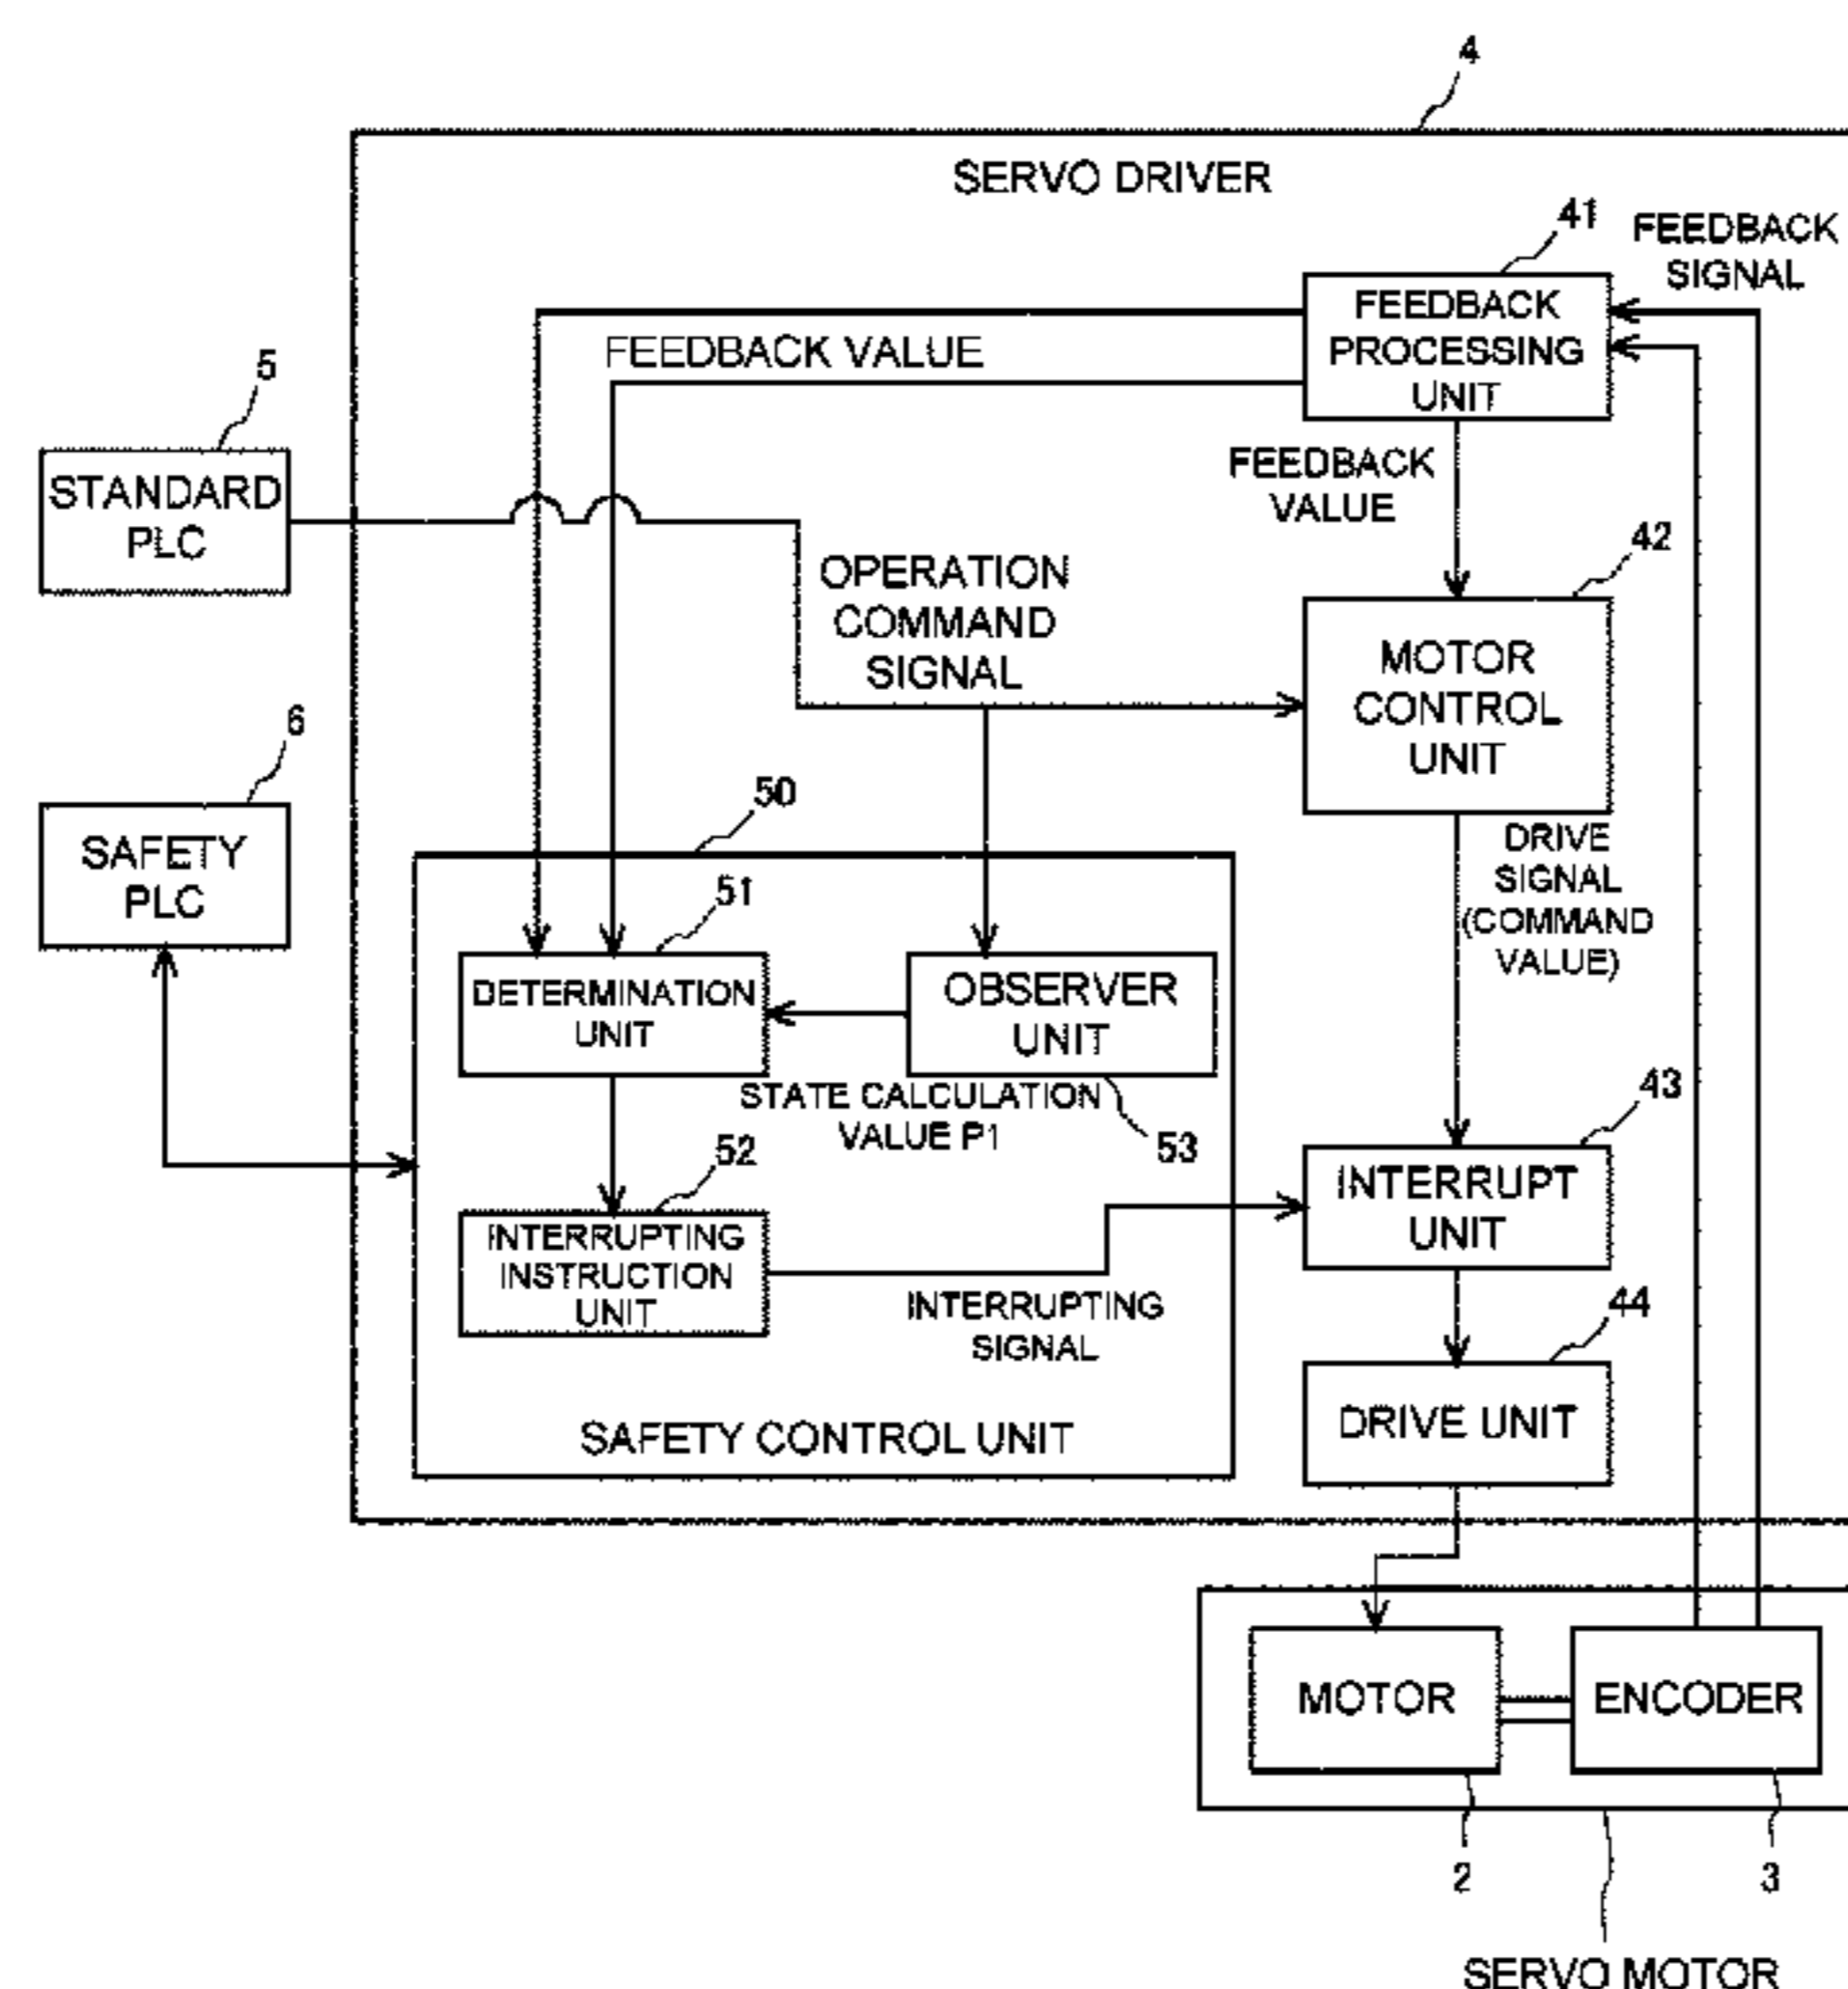 4
SERVO DRIVER
41
FEEDBACK
SIGNAL
FEEDBACK
PROCESSING
UNIT
FEEDBACK VALUE
5
STANDARD
PLC
FEEDBACK
VALUE
42
OPERATION
COMMAND
SIGNAL
MOTOR
CONTROL
UNIT
6
SAFETY
PLC
50
DRIVE
SIGNAL
(COMMAND
VALUE)
51
DETERMINATION
UNIT
OBSERVER
UNIT
STATE CALCULATION
VALUE P1
53
43
52
INTERRUPT
UNIT
INTERRUPTING
INSTRUCTION
UNIT
INTERRUPTING
SIGNAL
44
DRIVE UNIT
SAFETY CONTROL UNIT
MOTOR
ENCODER
2
3
SERVO MOTOR